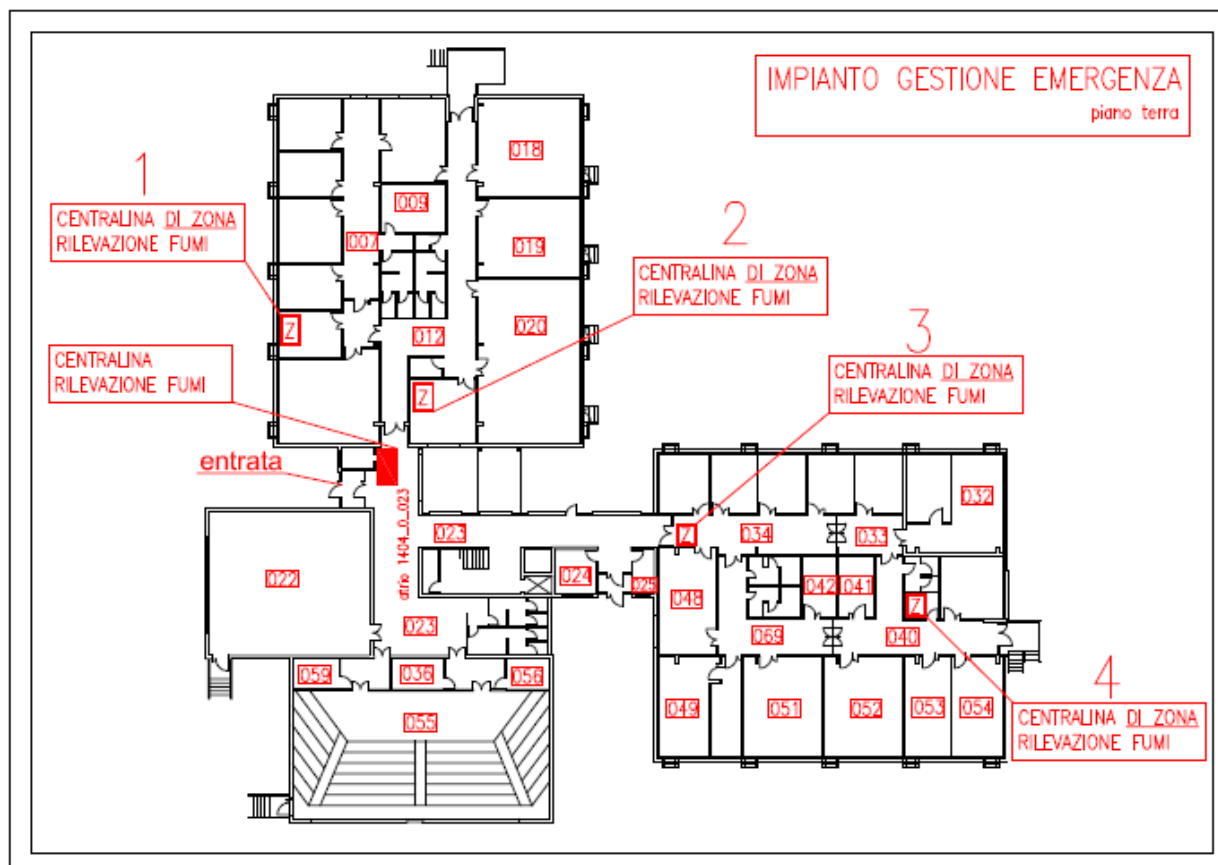 IMPIANTO GESTIONE EMERGENZA
piano terra
1
CENTRALINA DI ZONA
RILEVAZIONE FUMI
Z
CENTRALINA
RILEVAZIONE FUMI
entrata
2
CENTRALINA DI ZONA
RILEVAZIONE FUMI
Z
3
CENTRALINA DI ZONA
RILEVAZIONE FUMI
Z
4
CENTRALINA DI ZONA
RILEVAZIONE FUMI
Z
018
009
007
019
012
020
atrio 1404_0_023
023
022
024
025
023
059
036
056
055
032
034
033
042
041
048
069
040
049
051
052
053
054